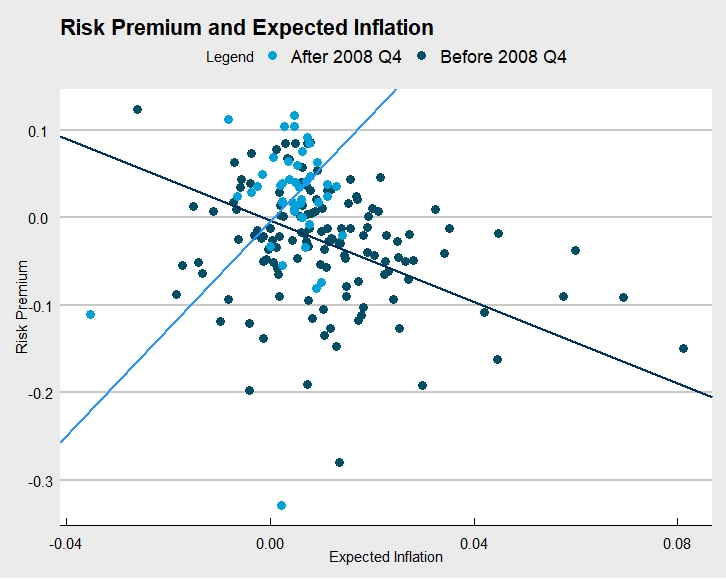 Risk Premium and Expected Inflation
Legend After 2008 Q4 Before 2008 Q4
0.1
0.0
-0.1
-0.2
-0.3
Risk Premium
-0.04 0.00 0.04 0.08
Expected Inflation